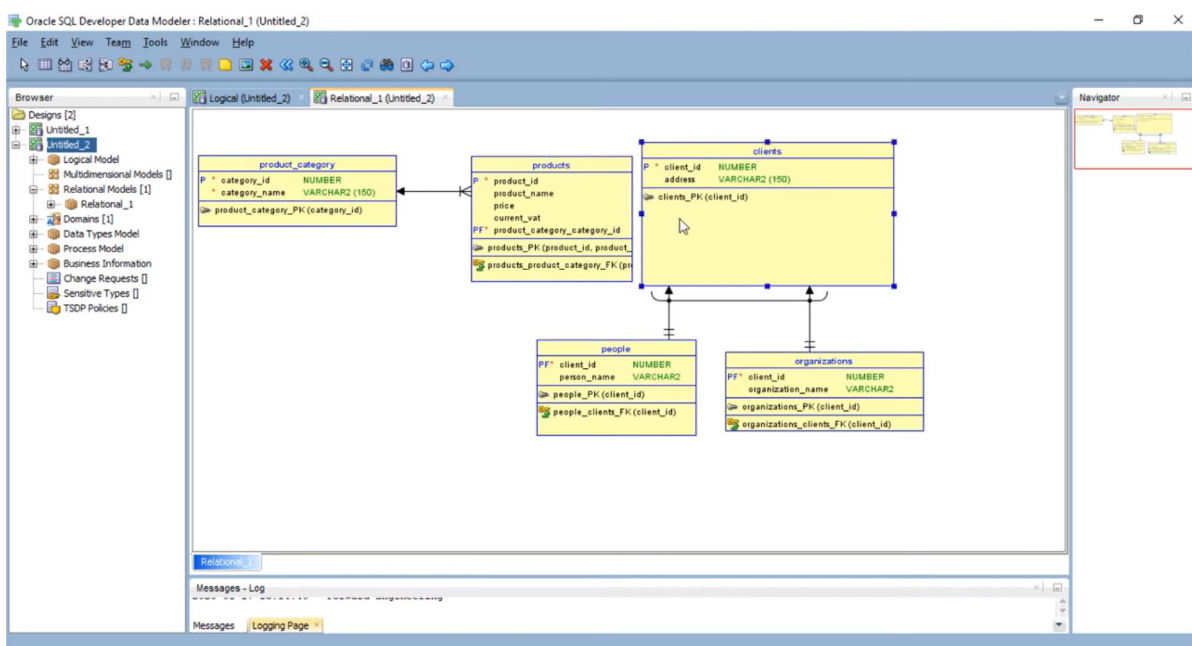 Oracle SQL Developer Data Modeler : Relational_1 (Untitled_2)
File Edit View Team Tools Window Help
Browser
Designs [2]
Untitled_1
Untitled_2
Logical Model
Multidimensional Models []
Relational Models [1]
Relational_1
Domains [1]
Data Types Model
Process Model
Business Information
Change Requests []
Sensitive Types []
TSDP Policies []
Logical (Untitled_2)
Relational_1 (Untitled_2)
product_category
P * category_id NUMBER
* category_name VARCHAR2 (150)
product_category_PK (category_id)
products
P * product_id
product_name
price
current_vat
PF* product_category_category_id
products_PK (product_id, product_
products_product_category_FK (pr
clients
P * client_id NUMBER
address VARCHAR2 (150)
clients_PK (client_id)
people
PF* client_id NUMBER
person_name VARCHAR2
people_PK (client_id)
people_clients_FK (client_id)
organizations
PF* client_id NUMBER
organization_name VARCHAR2
organizations_PK (client_id)
organizations_clients_FK (client_id)
Relational_1
Messages - Log
Messages Logging Page
Navigator